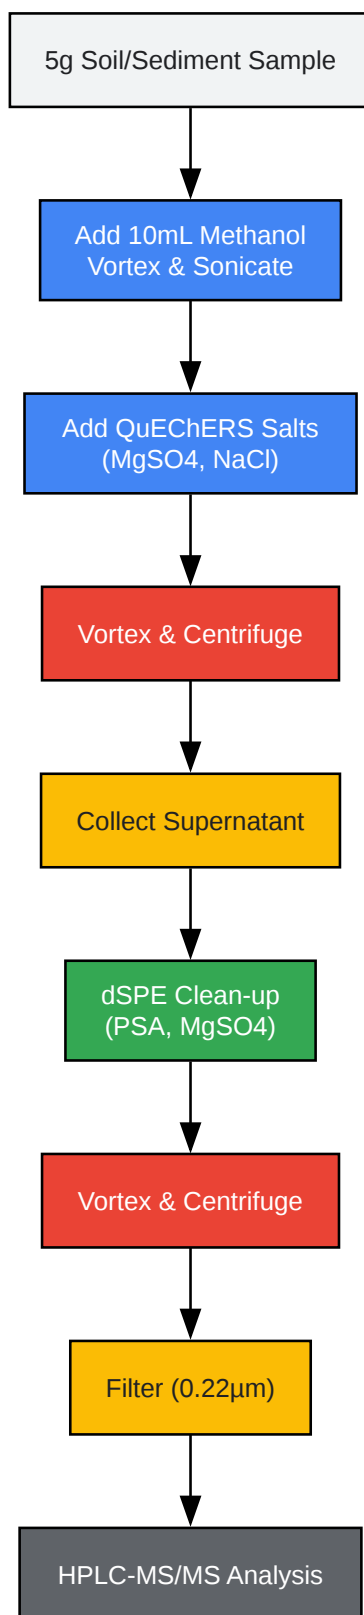 5g Soil/Sediment Sample
Add 10mL Methanol
Vortex & Sonicate
Add QuEChERS Salts
(MgSO4, NaCl)
Vortex & Centrifuge
Collect Supernatant
dSPE Clean-up
(PSA, MgSO4)
Vortex & Centrifuge
Filter (0.22µm)
HPLC-MS/MS Analysis